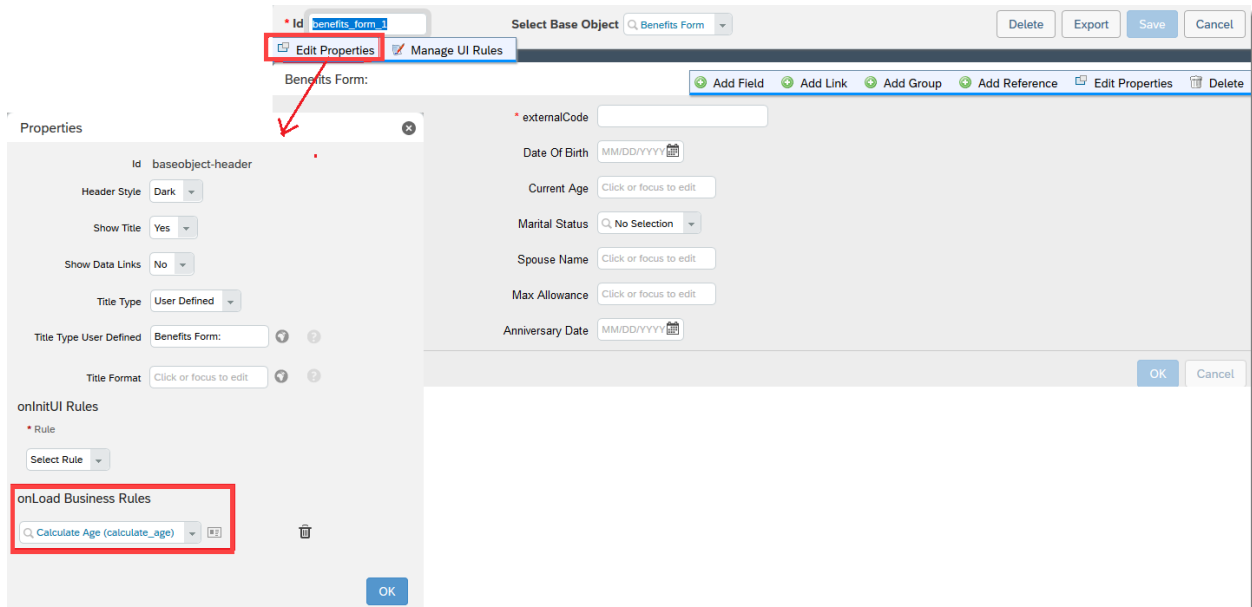 * Id benefits_form_1 Select Base Object Benefits Form Delete Export Save Cancel
Edit Properties Manage UI Rules
Benefits Form:
Add Field Add Link Add Group Add Reference Edit Properties Delete
* externalCode
Date Of Birth MM/DD/YYYY
Current Age Click or focus to edit
Marital Status No Selection
Spouse Name Click or focus to edit
Max Allowance Click or focus to edit
Anniversary Date MM/DD/YYYY
OK Cancel
Properties
Id baseobject-header
Header Style Dark
Show Title Yes
Show Data Links No
Title Type User Defined
Title Type User Defined Benefits Form:
Title Format Click or focus to edit
onInitUI Rules
* Rule
Select Rule
onLoad Business Rules
Calculate Age (calculate_age)
OK